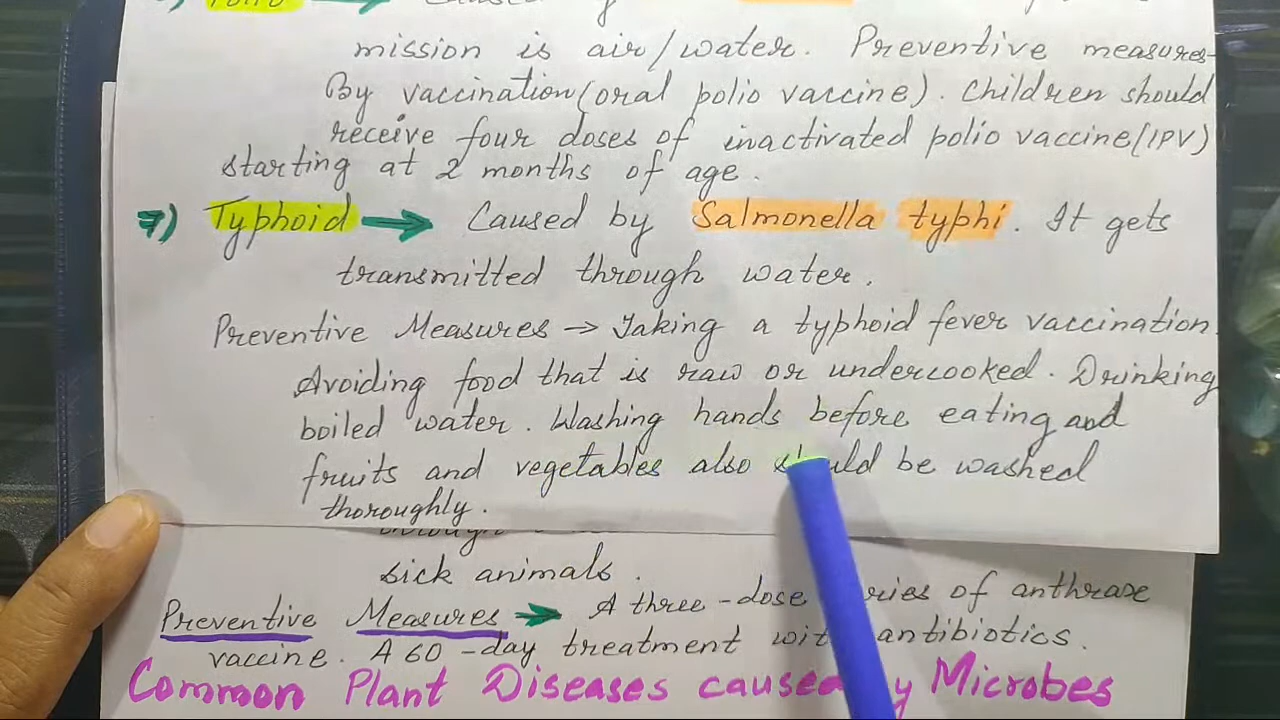 Polio → Caused by
mission is air/water. Preventive measures-
By vaccination (oral polio vaccine). Children should
receive four doses of inactivated polio vaccine (IPV)
starting at 2 months of age.
7) Typhoid → Caused by Salmonella typhi. It gets
transmitted through water.
Preventive Measures → Taking a typhoid fever vaccination.
Avoiding food that is raw or undercooked. Drinking
boiled water. Washing hands before eating and
fruits and vegetables also should be washed
thoroughly.
through
sick animals.
Preventive Measures → A three-dose series of anthrax
vaccine. A 60-day treatment with antibiotics.
Common Plant Diseases caused by Microbes